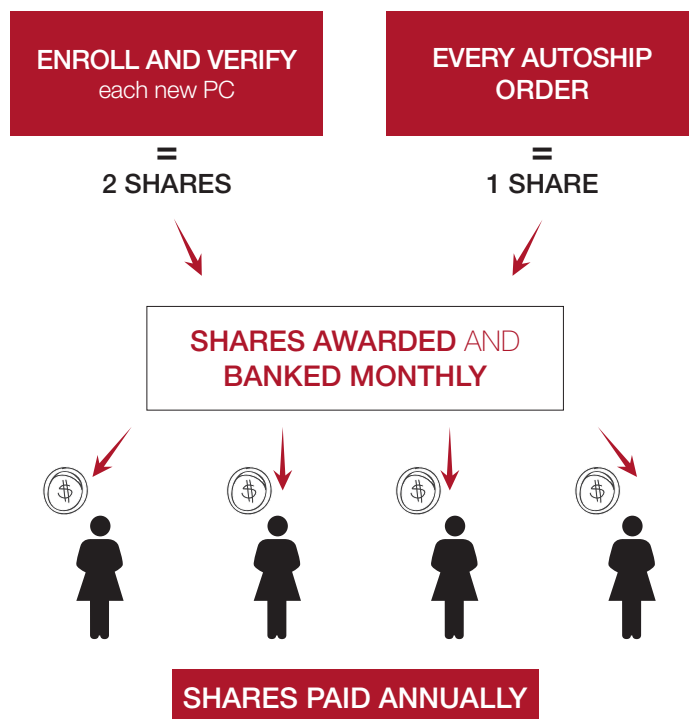 ENROLL AND VERIFY
each new PC
=
2 SHARES
EVERY AUTOSHIP
ORDER
=
1 SHARE
SHARES AWARDED AND
BANKED MONTHLY
$
$
$
$
SHARES PAID ANNUALLY